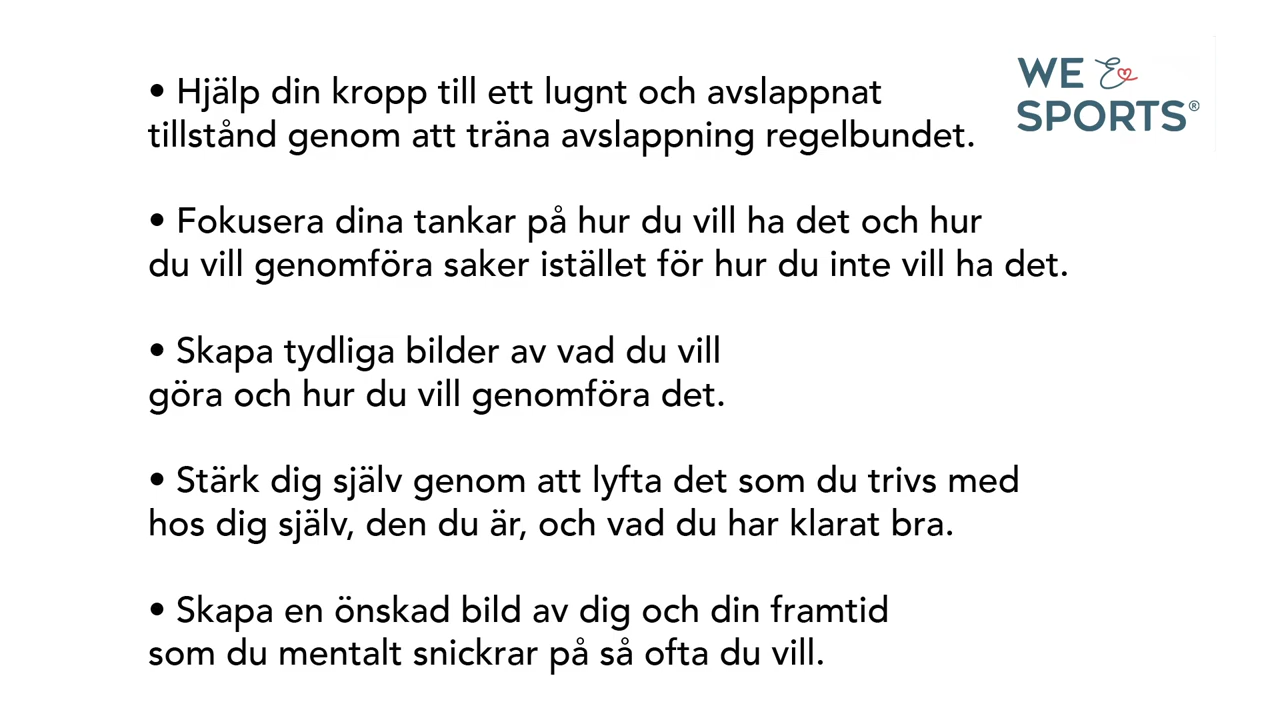 • Hjälp din kropp till ett lugnt och avslappnat
tillstånd genom att träna avslappning regelbundet.
• Fokusera dina tankar på hur du vill ha det och hur
du vill genomföra saker istället för hur du inte vill ha det.
• Skapa tydliga bilder av vad du vill
göra och hur du vill genomföra det.
• Stärk dig själv genom att lyfta det som du trivs med
hos dig själv, den du är, och vad du har klarat bra.
• Skapa en önskad bild av dig och din framtid
som du mentalt snickrar på så ofta du vill.
WE
SPORTS®